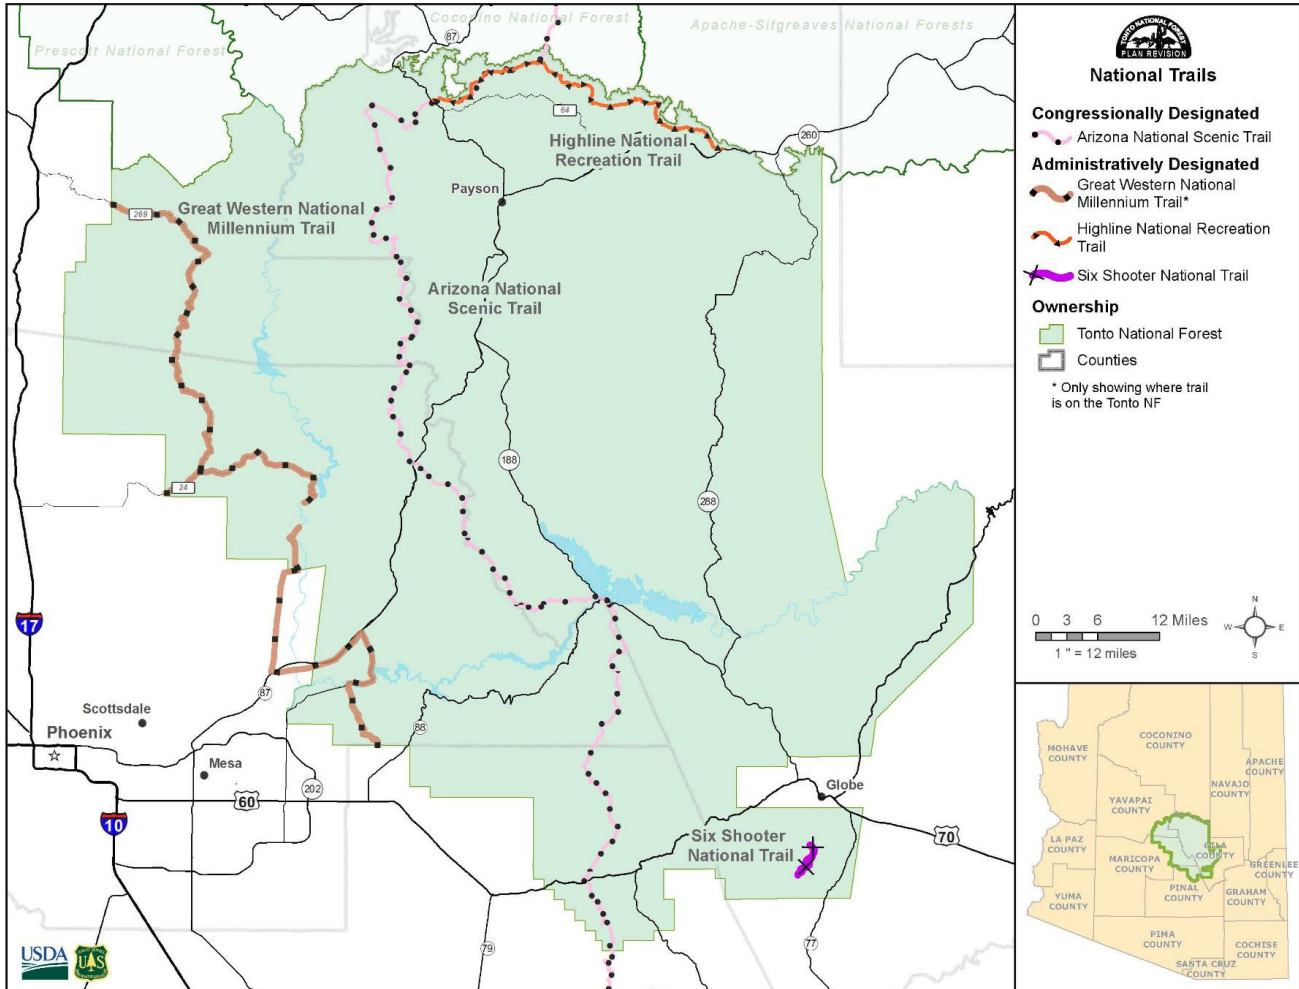 Prescott National Forest
Coconino National Forest
Apache-Sitgreaves National Forests
87
64
260
Highline National
Recreation Trail
Payson
269
Great Western National
Millennium Trail
Arizona National
Scenic Trail
188
288
24
17
87
88
Scottsdale
Phoenix
Mesa
202
60
10
Globe
70
Six Shooter
National Trail
79
77
USDA
U S
TONTO NATIONAL FOREST
PLAN REVISION
National Trails
Congressionally Designated
Arizona National Scenic Trail
Administratively Designated
Great Western National
Millennium Trail*
Highline National Recreation
Trail
Six Shooter National Trail
Ownership
Tonto National Forest
Counties
* Only showing where trail
is on the Tonto NF
0 3 6 12 Miles
1 " = 12 miles
N
W E
S
MOHAVE
COUNTY
COCONINO
COUNTY
APACHE
COUNTY
NAVAJO
COUNTY
YAVAPAI
COUNTY
LA PAZ
COUNTY
MARICOPA
COUNTY
GILA
COUNTY
GREENLEE
COUNTY
YUMA
COUNTY
PINAL
COUNTY
GRAHAM
COUNTY
PIMA
COUNTY
COCHISE
COUNTY
SANTA CRUZ
COUNTY